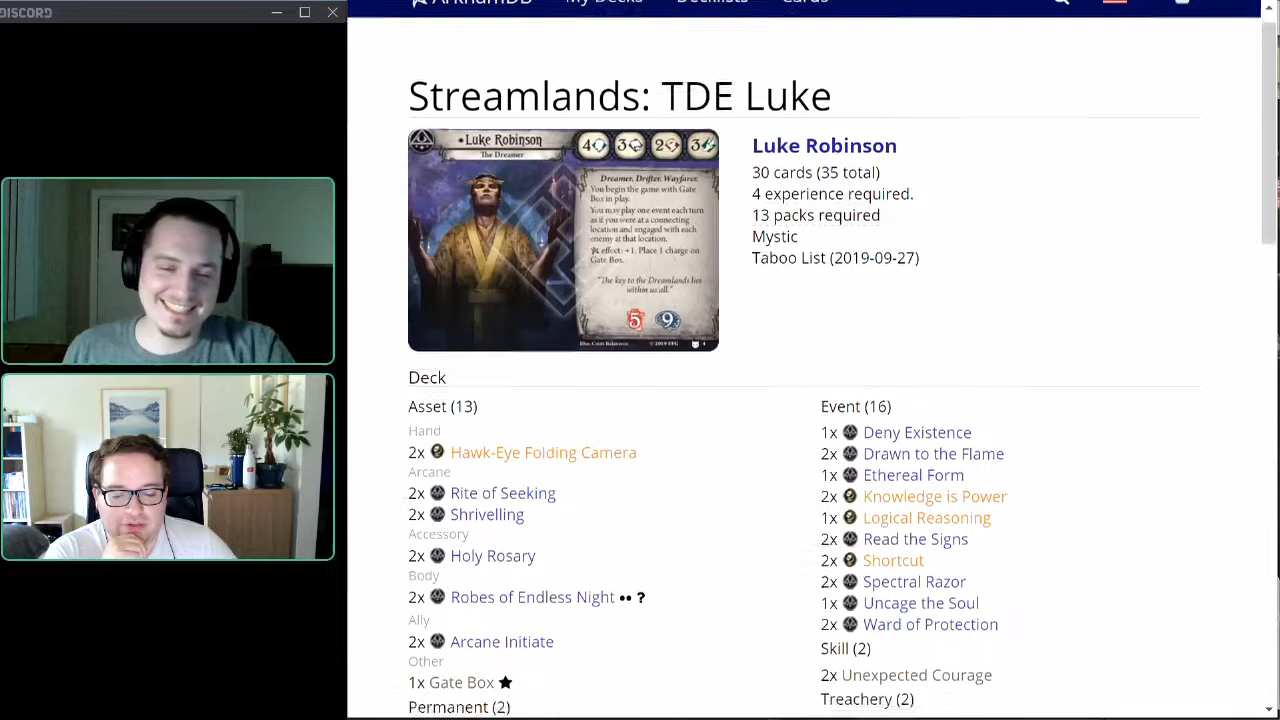 DISCORD
ArkhamDB My Decks Decklists Cards
Streamlands: TDE Luke
Luke Robinson
The Dreamer
4 3 2 3
Dreamer. Drifter. Wayfarer.
You begin the game with Gate
Box in play.
You may play one event each turn
as if you were at a connecting
location and engaged with each
enemy at that location.
effect: +1. Place 1 charge on
Gate Box.
"The key to the Dreamlands lies
within us all."
5 9
© 2019 FFG
4
Luke Robinson
30 cards (35 total)
4 experience required.
13 packs required
Mystic
Taboo List (2019-09-27)
Deck
Asset (13)
Hand
2x Hawk-Eye Folding Camera
Arcane
2x Rite of Seeking
2x Shrivelling
Accessory
2x Holy Rosary
Body
2x Robes of Endless Night •• ?
Ally
2x Arcane Initiate
Other
1x Gate Box ★
Permanent (2)
Event (16)
1x Deny Existence
2x Drawn to the Flame
1x Ethereal Form
2x Knowledge is Power
1x Logical Reasoning
2x Read the Signs
2x Shortcut
2x Spectral Razor
1x Uncage the Soul
2x Ward of Protection
Skill (2)
2x Unexpected Courage
Treachery (2)